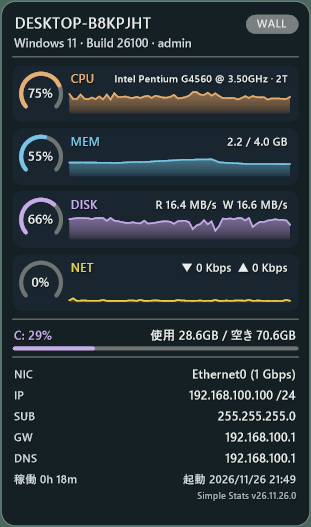 DESKTOP-B8KPJHT WALL
Windows 11・Build 26100・admin
CPU Intel Pentium G4560 @ 3.50GHz・2T
75%
MEM 2.2 / 4.0 GB
55%
DISK R 16.4 MB/s W 16.6 MB/s
66%
NET ▼ 0 Kbps ▲ 0 Kbps
0%
C: 29% 使用 28.6GB / 空き 70.6GB
NIC Ethernet0 (1 Gbps)
IP 192.168.100.100 /24
SUB 255.255.255.0
GW 192.168.100.1
DNS 192.168.100.1
稼働 0h 18m 起動 2026/11/26 21:49
Simple Stats v26.11.26.0